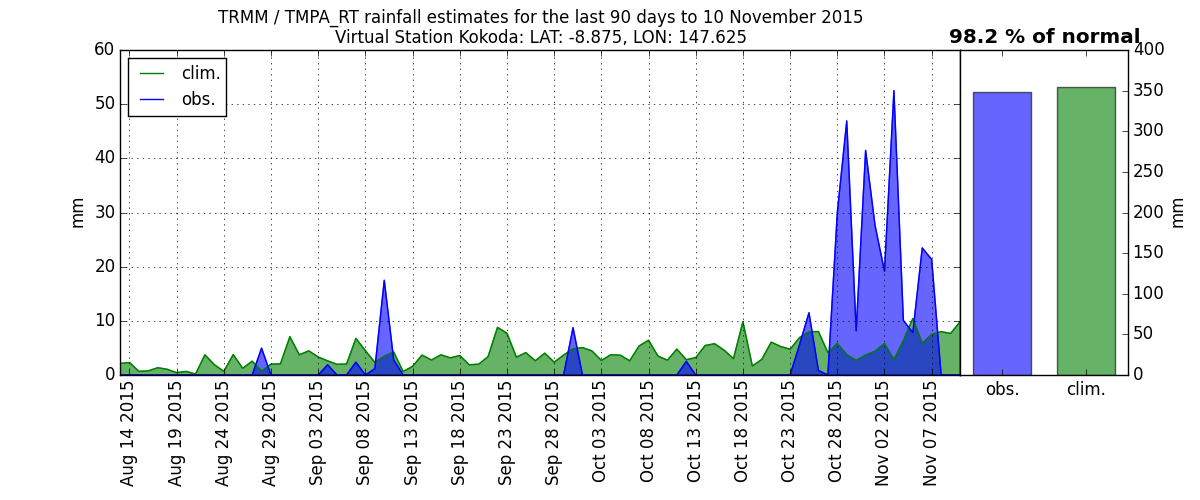 TRMM / TMPA_RT rainfall estimates for the last 90 days to 10 November 2015
Virtual Station Kokoda: LAT: -8.875, LON: 147.625
98.2 % of normal
clim.
obs.
mm
60
50
40
30
20
10
0
400
350
300
250
200
150
100
50
0
mm
obs.
clim.
Aug 14 2015
Aug 19 2015
Aug 24 2015
Aug 29 2015
Sep 03 2015
Sep 08 2015
Sep 13 2015
Sep 18 2015
Sep 23 2015
Sep 28 2015
Oct 03 2015
Oct 08 2015
Oct 13 2015
Oct 18 2015
Oct 23 2015
Oct 28 2015
Nov 02 2015
Nov 07 2015